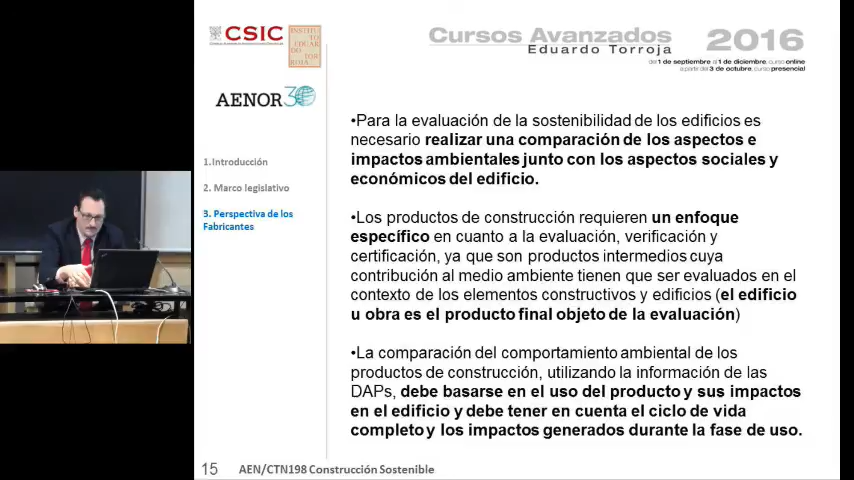 CSIC
INSTITU
TO EDUAR
DO TOR
ROJA
Cursos Avanzados
Eduardo Torroja
2016
del 1 de septiembre al 1 de diciembre, curso online
a partir del 3 de octubre, curso presencial
AENOR 30
1.Introducción
2. Marco legislativo
3. Perspectiva de los
Fabricantes
•Para la evaluación de la sostenibilidad de los edificios es
necesario realizar una comparación de los aspectos e
impactos ambientales junto con los aspectos sociales y
económicos del edificio.
•Los productos de construcción requieren un enfoque
específico en cuanto a la evaluación, verificación y
certificación, ya que son productos intermedios cuya
contribución al medio ambiente tienen que ser evaluados en el
contexto de los elementos constructivos y edificios (el edificio
u obra es el producto final objeto de la evaluación)
•La comparación del comportamiento ambiental de los
productos de construcción, utilizando la información de las
DAPs, debe basarse en el uso del producto y sus impactos
en el edificio y debe tener en cuenta el ciclo de vida
completo y los impactos generados durante la fase de uso.
15 AEN/CTN198 Construcción Sostenible